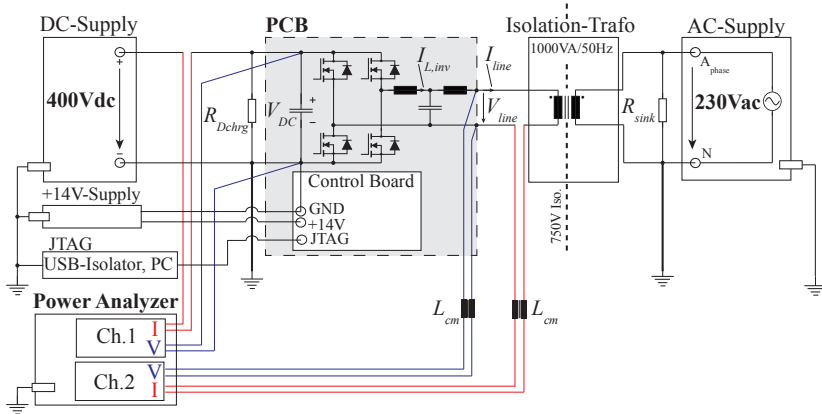 DC-Supply
PCB
Isolation-Trafo
AC-Supply
1000VA/50Hz
+
400Vdc
−
R_Dchrg
V_DC
+
−
I_L,inv
I_line
V_line
R_sink
A_phase
230Vac
N
750V Iso.
Control Board
GND
+14V
JTAG
+14V-Supply
JTAG
USB-Isolator, PC
Power Analyzer
Ch.1
I
V
Ch.2
V
I
L_cm
L_cm